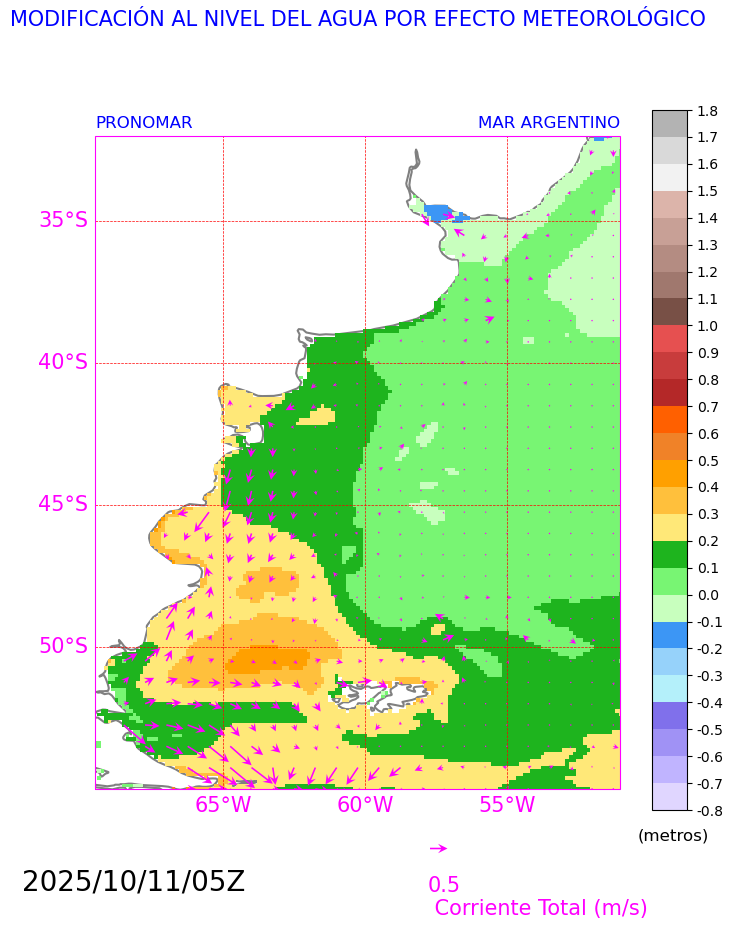 MODIFICACIÓN AL NIVEL DEL AGUA POR EFECTO METEOROLÓGICO
PRONOMAR MAR ARGENTINO
1.8
1.7
1.6
1.5
1.4
1.3
1.2
1.1
1.0
0.9
0.8
0.7
0.6
0.5
0.4
0.3
0.2
0.1
0.0
-0.1
-0.2
-0.3
-0.4
-0.5
-0.6
-0.7
-0.8
(metros)
35°S
40°S
45°S
50°S
65°W 60°W 55°W
2025/10/11/05Z
0.5
Corriente Total (m/s)